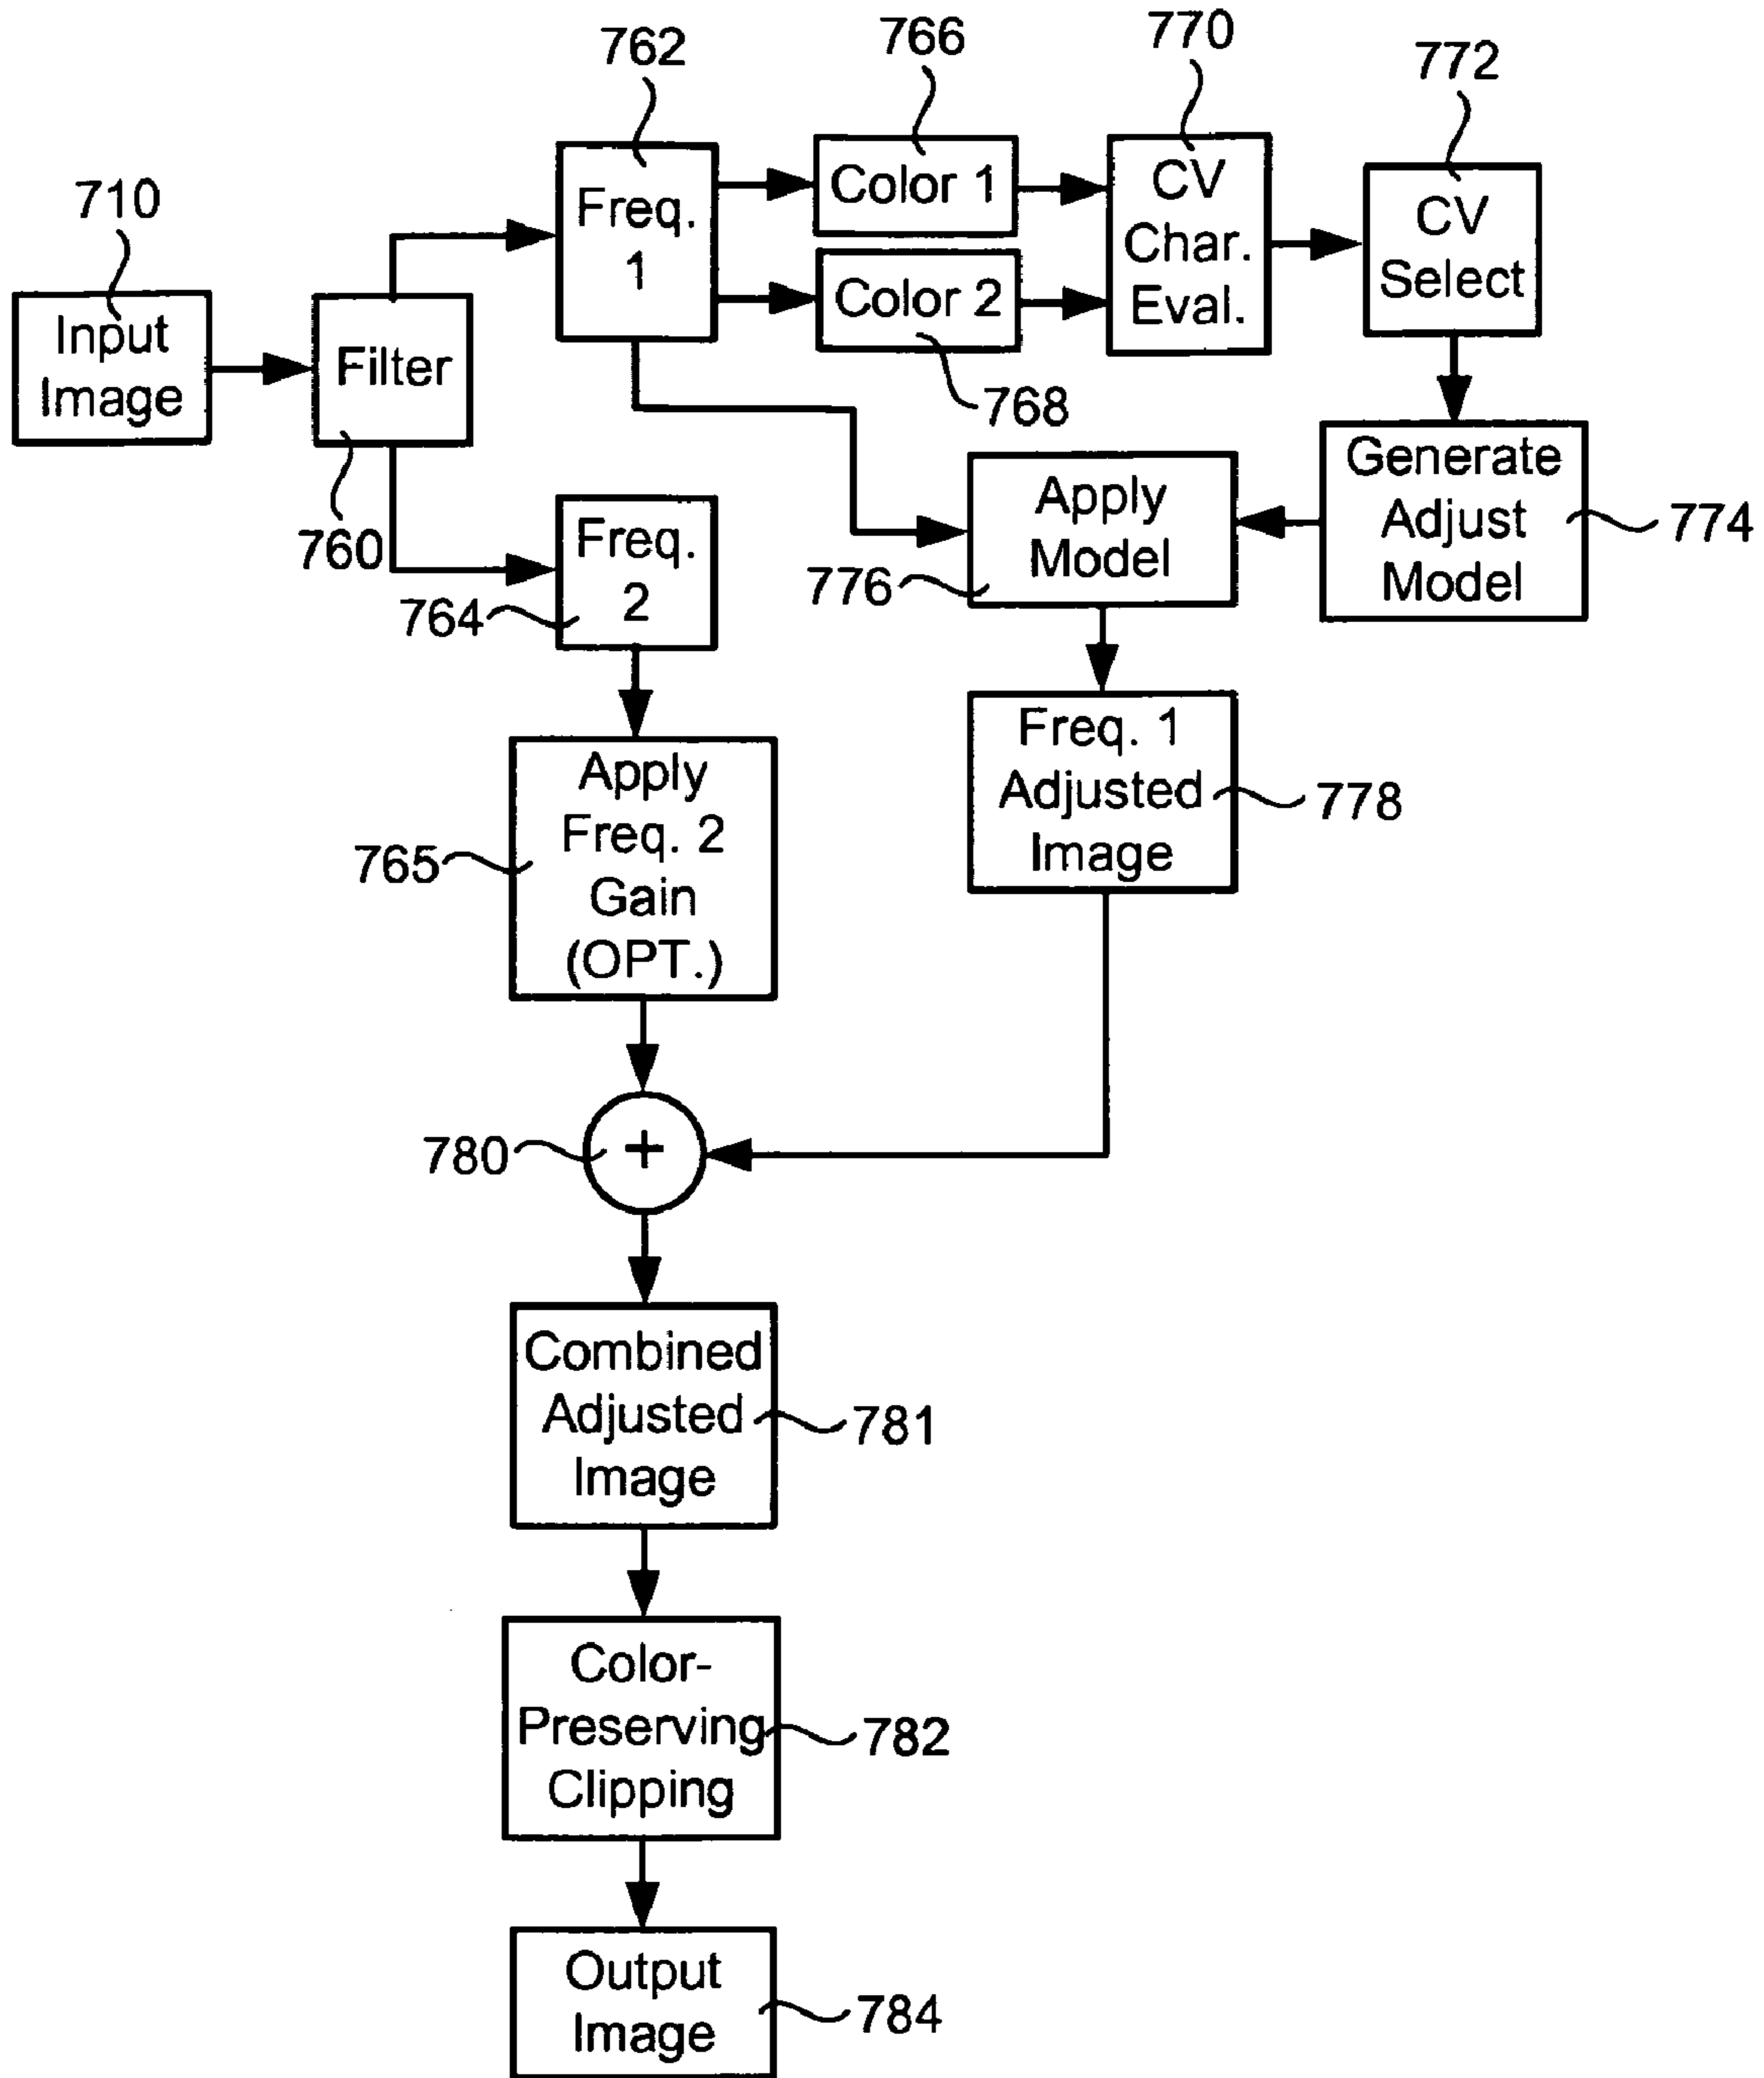 762
766
770
772
710
Input
Image
Filter
760
Freq.
1
Color 1
Color 2
768
CV
Char.
Eval.
CV
Select
Generate
Adjust
Model
774
Apply
Model
776
Freq.
2
764
Apply
Freq. 2
Gain
(OPT.)
765
Freq. 1
Adjusted
Image
778
+
780
Combined
Adjusted
Image
781
Color-
Preserving
Clipping
782
Output
Image
784